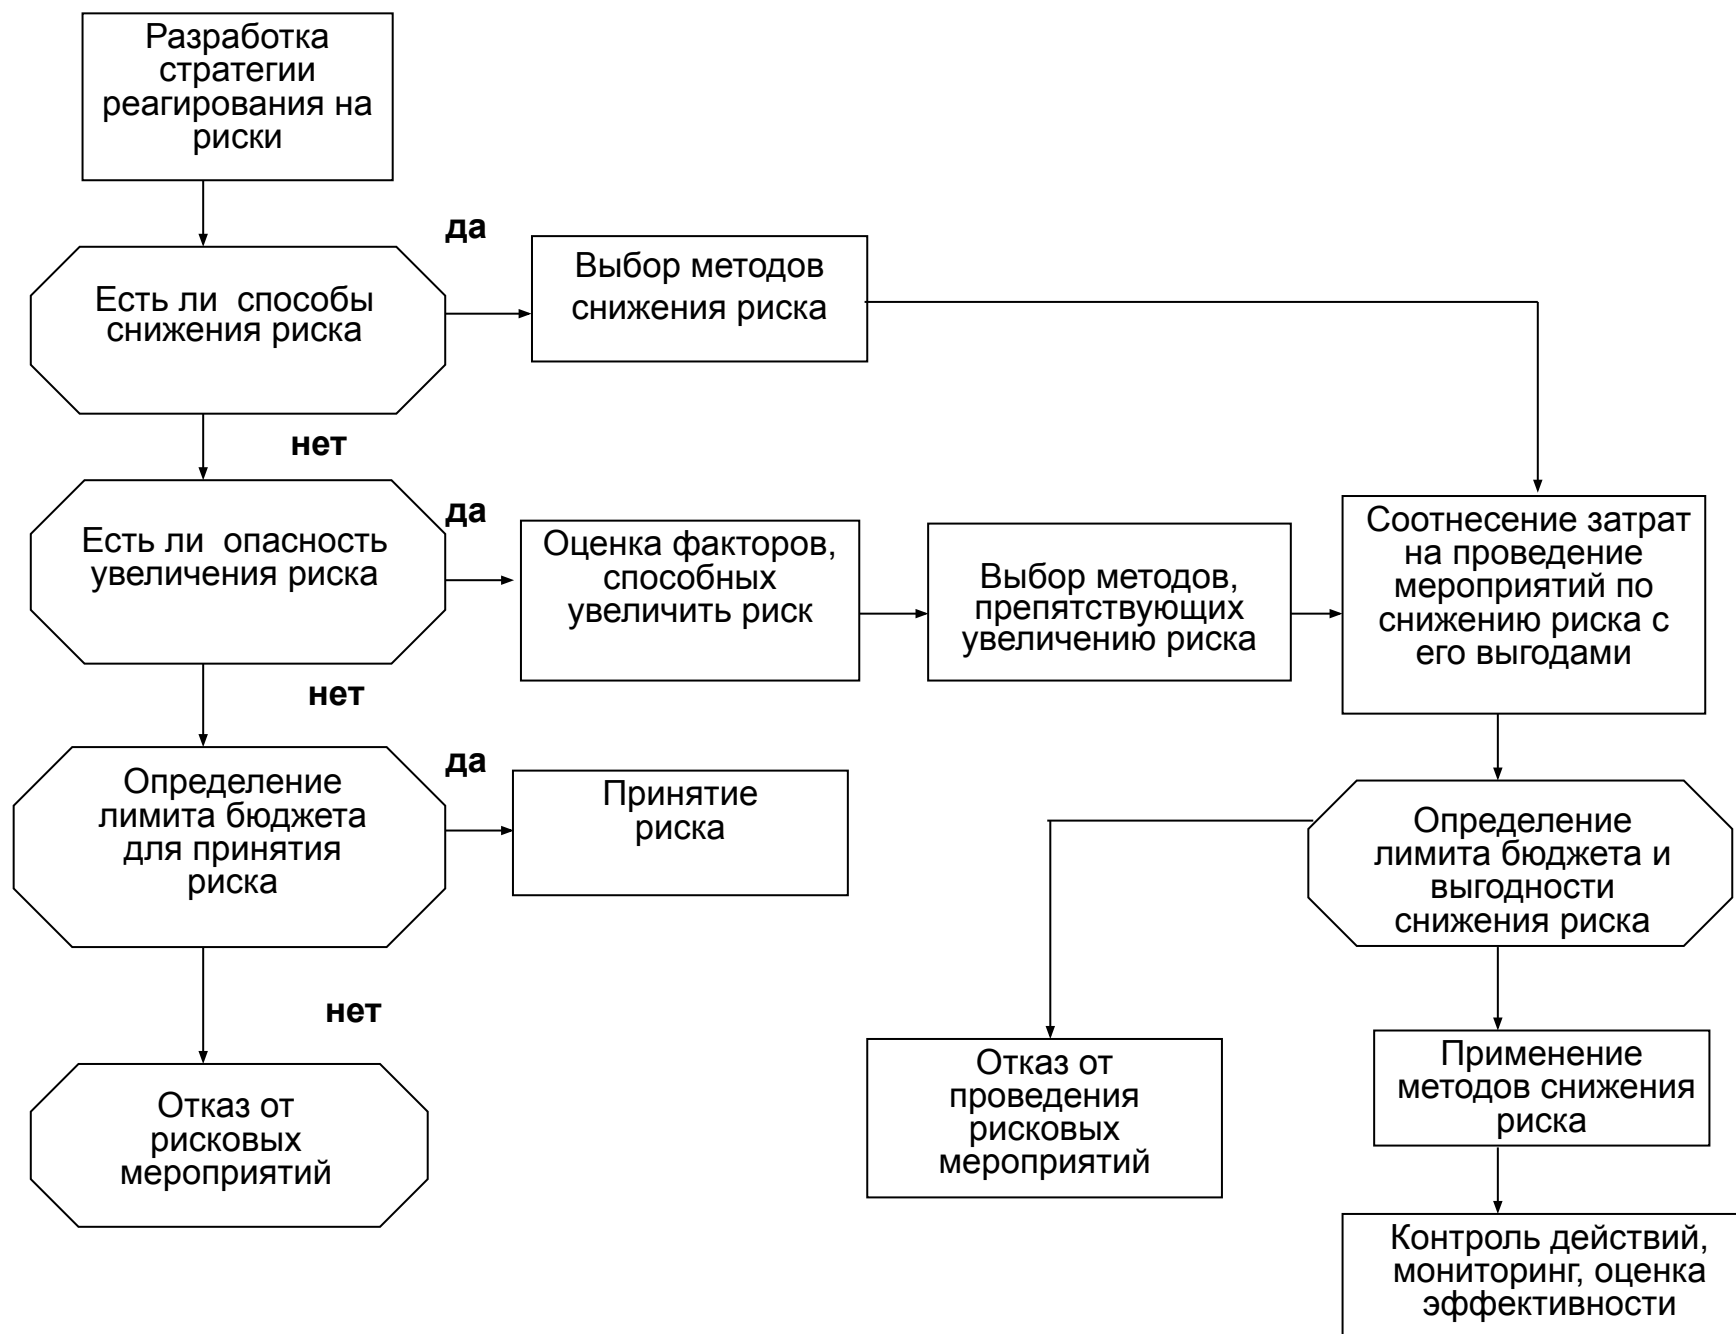 Разработка
стратегии
реагирования на
риски
да
Есть ли способы
снижения риска
Выбор методов
снижения риска
нет
да
Есть ли опасность
увеличения риска
Оценка факторов,
способных
увеличить риск
Выбор методов,
препятствующих
увеличению риска
Соотнесение затрат
на проведение
мероприятий по
снижению риска с
его выгодами
нет
да
Определение
лимита бюджета
для принятия
риска
Принятие
риска
Определение
лимита бюджета и
выгодности
снижения риска
нет
Отказ от
рисковых
мероприятий
Отказ от
проведения
рисковых
мероприятий
Применение
методов снижения
риска
Контроль действий,
мониторинг, оценка
эффективности